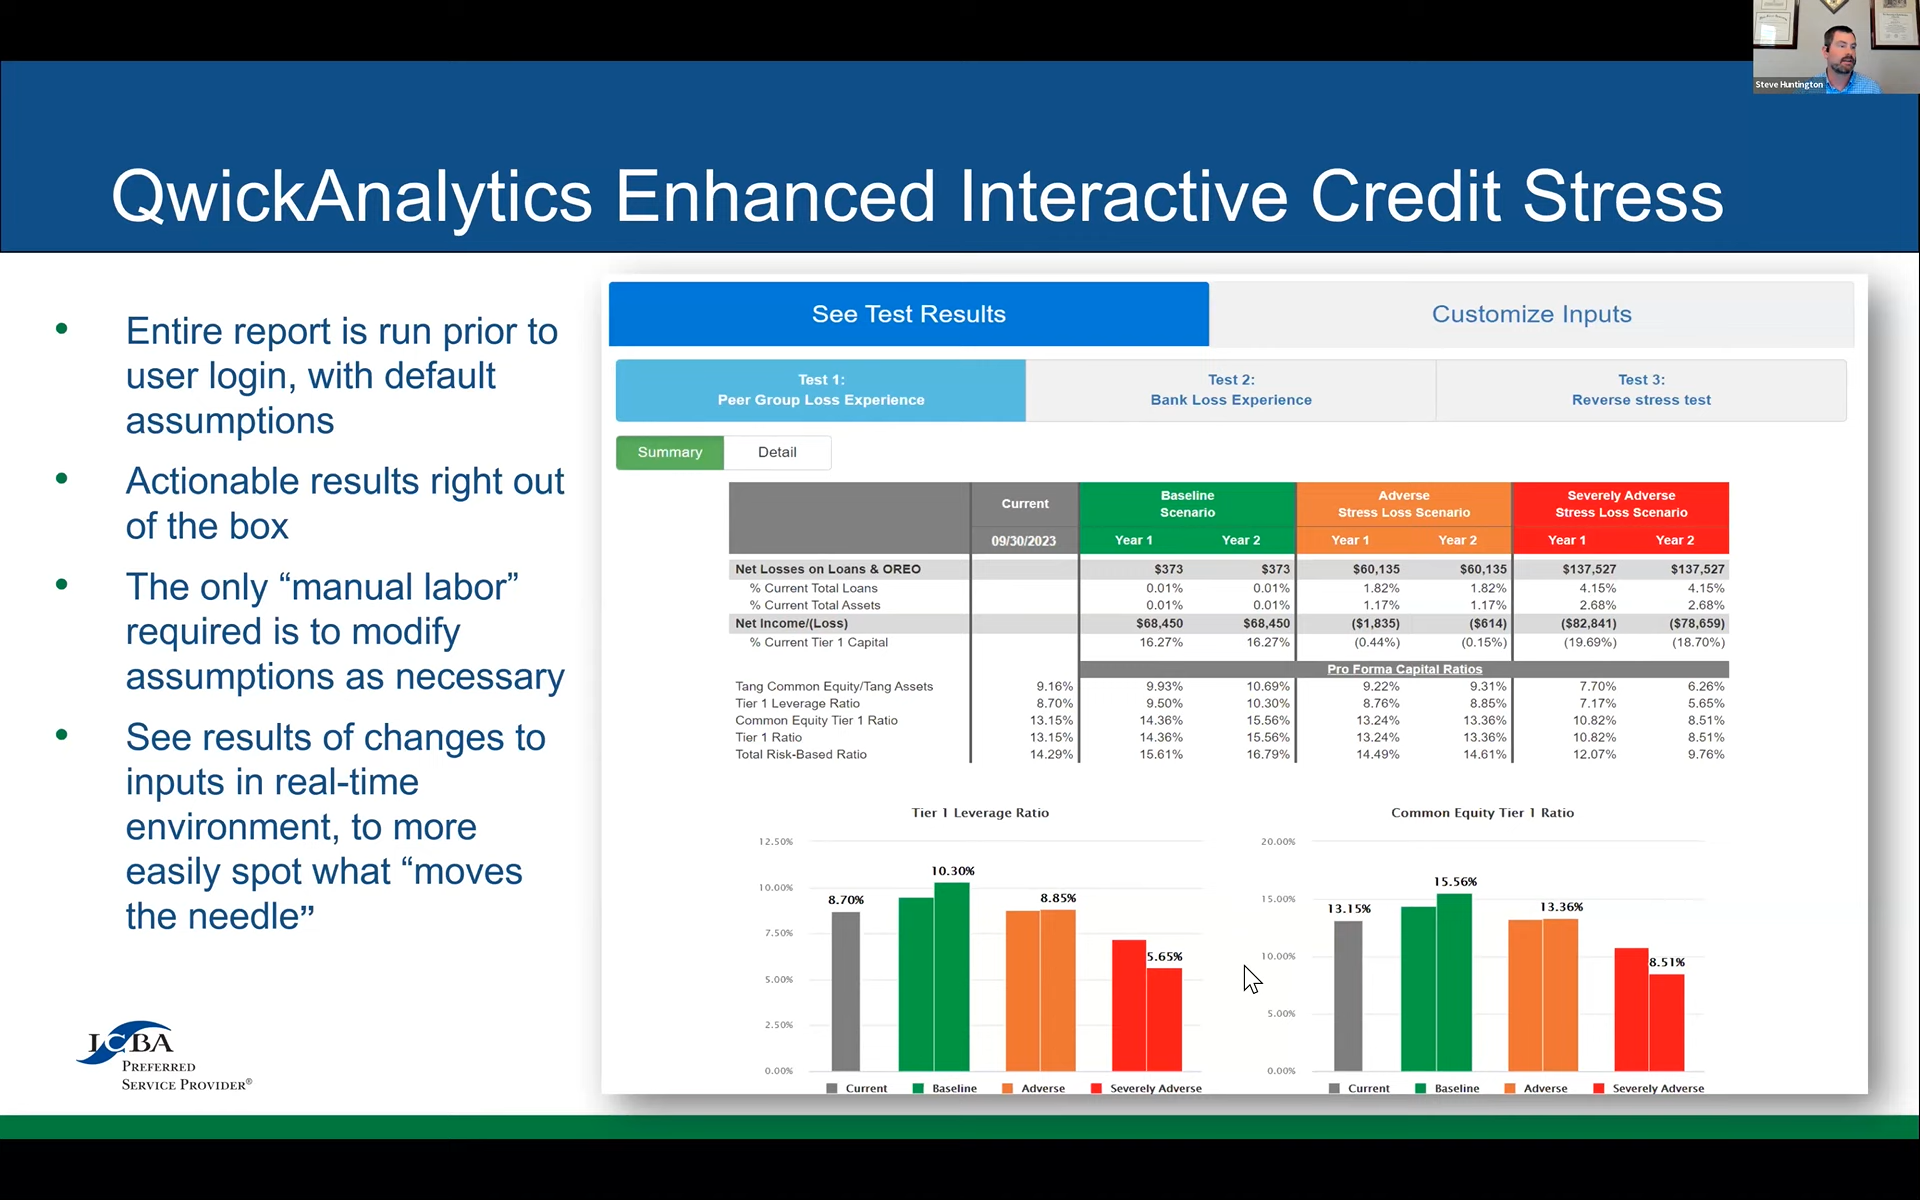 Steve Huntington
QwickAnalytics Enhanced Interactive Credit Stress
• Entire report is run prior to
user login, with default
assumptions
• Actionable results right out
of the box
• The only “manual labor”
required is to modify
assumptions as necessary
• See results of changes to
inputs in real-time
environment, to more
easily spot what “moves
the needle”
ICBA
PREFERRED
SERVICE PROVIDER®
See Test Results Customize Inputs
Test 1: Test 2: Test 3:
Peer Group Loss Experience Bank Loss Experience Reverse stress test
Summary Detail
Current Baseline Scenario Adverse Stress Loss Scenario Severely Adverse Stress Loss Scenario
09/30/2023 Year 1 Year 2 Year 1 Year 2 Year 1 Year 2
Net Losses on Loans & OREO $373 $373 $60,135 $60,135 $137,527 $137,527
% Current Total Loans 0.01% 0.01% 1.82% 1.82% 4.15% 4.15%
% Current Total Assets 0.01% 0.01% 1.17% 1.17% 2.68% 2.68%
Net Income/(Loss) $68,450 $68,450 ($1,835) ($614) ($82,841) ($78,659)
% Current Tier 1 Capital 16.27% 16.27% (0.44%) (0.15%) (19.69%) (18.70%)
Pro Forma Capital Ratios
Tang Common Equity/Tang Assets 9.16% 9.93% 10.69% 9.22% 9.31% 7.70% 6.26%
Tier 1 Leverage Ratio 8.70% 9.50% 10.30% 8.76% 8.85% 7.17% 5.65%
Common Equity Tier 1 Ratio 13.15% 14.36% 15.56% 13.24% 13.36% 10.82% 8.51%
Tier 1 Ratio 13.15% 14.36% 15.56% 13.24% 13.36% 10.82% 8.51%
Total Risk-Based Ratio 14.29% 15.61% 16.79% 14.49% 14.61% 12.07% 9.76%
Tier 1 Leverage Ratio
12.50%
10.00%
7.50%
5.00%
2.50%
0.00%
8.70% 10.30% 8.85% 5.65%
Current Baseline Adverse Severely Adverse
Common Equity Tier 1 Ratio
20.00%
15.00%
10.00%
5.00%
0.00%
13.15% 15.56% 13.36% 8.51%
Current Baseline Adverse Severely Adverse